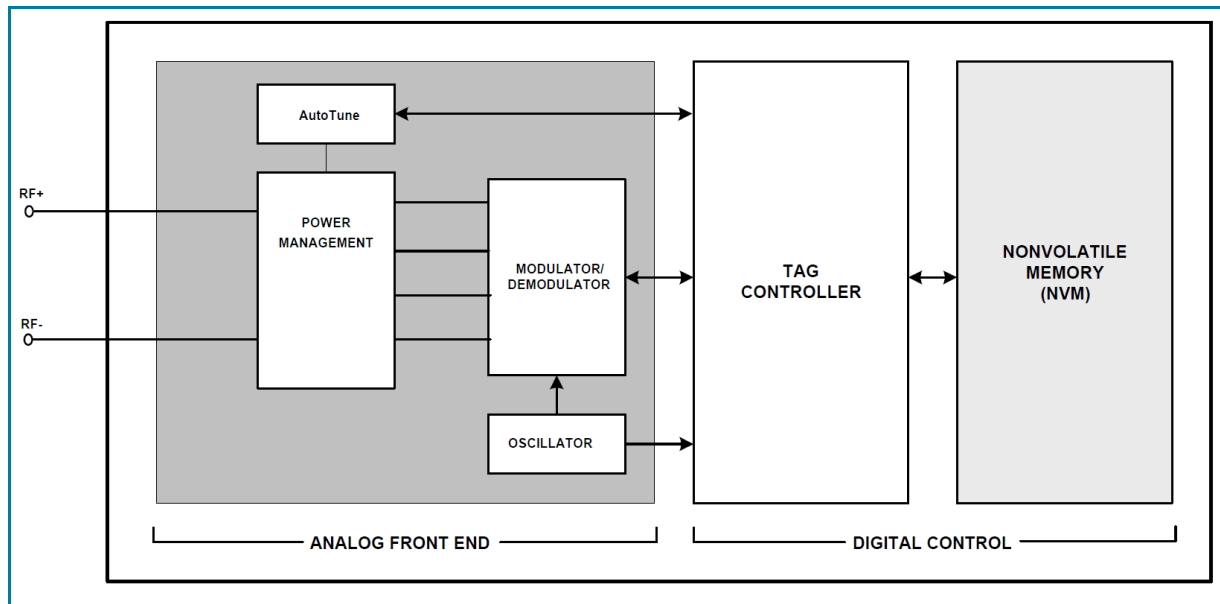 AutoTune
RF+
POWER
MANAGEMENT
MODULATOR/
DEMODULATOR
TAG
CONTROLLER
NONVOLATILE
MEMORY
(NVM)
RF-
OSCILLATOR
ANALOG FRONT END
DIGITAL CONTROL